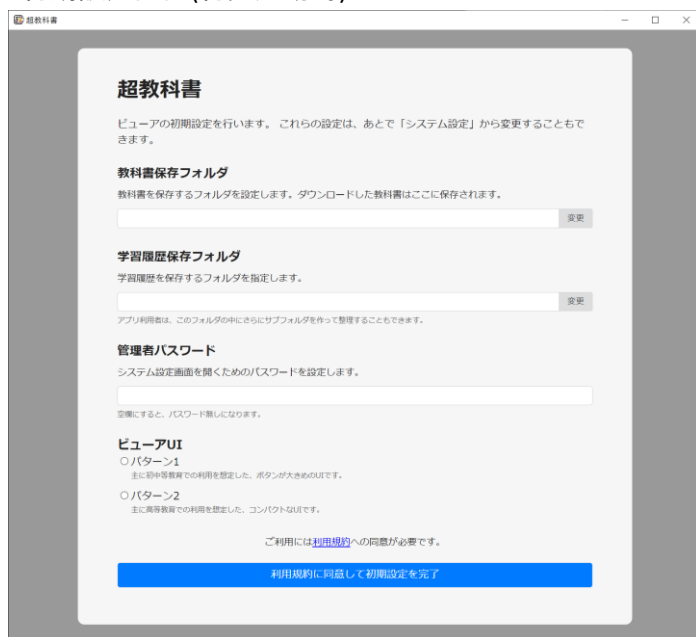 超教科書
超教科書
ビューアの初期設定を行います。 これらの設定は、あとで「システム設定」から変更することもで
きます。
教科書保存フォルダ
教科書を保存するフォルダを設定します。ダウンロードした教科書はここに保存されます。
変更
学習履歴保存フォルダ
学習履歴を保存するフォルダを指定します。
変更
アプリ利用者は、このフォルダの中にさらにサブフォルダを作って整理することもできます。
管理者パスワード
システム設定画面を開くためのパスワードを設定します。
空欄にすると、パスワード無しになります。
ビューアUI
パターン1
主に初中等教育での利用を想定した、ボタンが大きめのUIです。
パターン2
主に高等教育での利用を想定した、コンパクトなUIです。
ご利用には利用規約への同意が必要です。
利用規約に同意して初期設定を完了